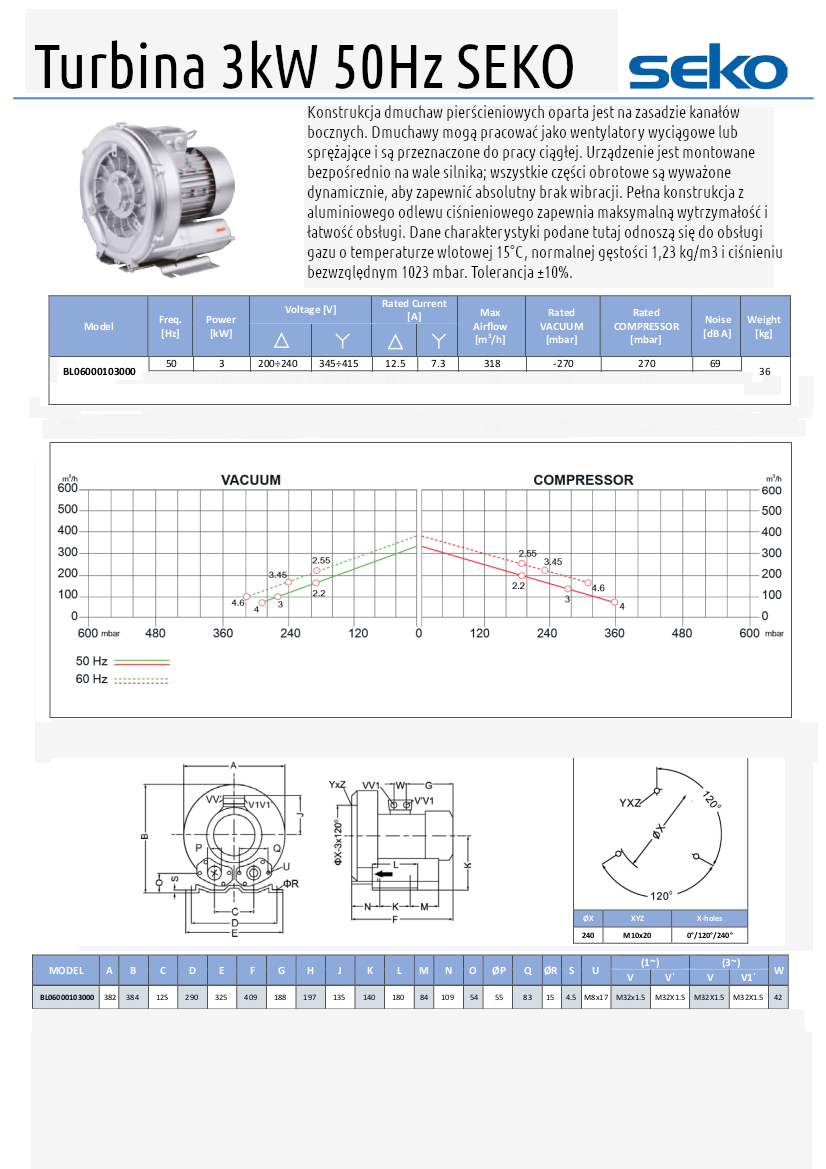 Turbina 3kW 50Hz SEKO
seko
Konstrukcja dmuchaw pierścieniowych oparta jest na zasadzie kanałów
bocznych. Dmuchawy mogą pracować jako wentylatory wyciągowe lub
sprężające i są przeznaczone do pracy ciągłej. Urządzenie jest montowane
bezpośrednio na wale silnika; wszystkie części obrotowe są wyważone
dynamicznie, aby zapewnić absolutny brak wibracji. Pełna konstrukcja z
aluminiowego odlewu ciśnieniowego zapewnia maksymalną wytrzymałość i
łatwość obsługi. Dane charakterystyki podane tutaj odnoszą się do obsługi
gazu o temperaturze wlotowej 15°C, normalnej gęstości 1,23 kg/m3 i ciśnieniu
bezwzględnym 1023 mbar. Tolerancja ±10%.
Model Freq. [Hz] Power [kW] Voltage [V] Rated Current [A] Max Airflow [m³/h] Rated VACUUM [mbar] Rated COMPRESSOR [mbar] Noise [dB A] Weight [kg]
BL06000103000 50 3 200÷240 345÷415 12.5 7.3 318 -270 270 69 36
VACUUM COMPRESSOR
m³/h m³/h
600 600
500 500
400 400
300 300
200 200
100 100
0 0
2.55 3.45 4.6 2.2 3 4
2.55 3.45 4.6 2.2 3 4
600 mbar 480 360 240 120 0 120 240 360 480 600 mbar
50 Hz
60 Hz
A
VV' V1V1'
B J
P Q
U
O S ΦR
C
D
E
YxZ VV1 W G
V'V1
ΦX-3x120°
L K
N K M
F
YXZ 120°
ΦX
120°
ØX XYZ X-holes
240 M10x20 0°/120°/240°
MODEL A B C D E F G H J K L M N O ØP Q ØR S U (1~) (3~) W
V V` V V1`
BL06000103000 382 384 125 290 325 409 188 197 135 140 180 84 109 54 55 83 15 4.5 M8x17 M32x1.5 M32X1.5 M32X1.5 M32X1.5 42